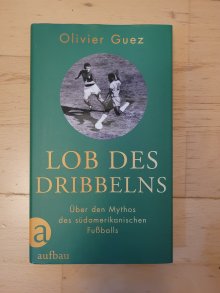 Olivier Guez
LOB DES
DRIBBELNS
Über den Mythos
des südamerikanischen
Fußballs
a
aufbau